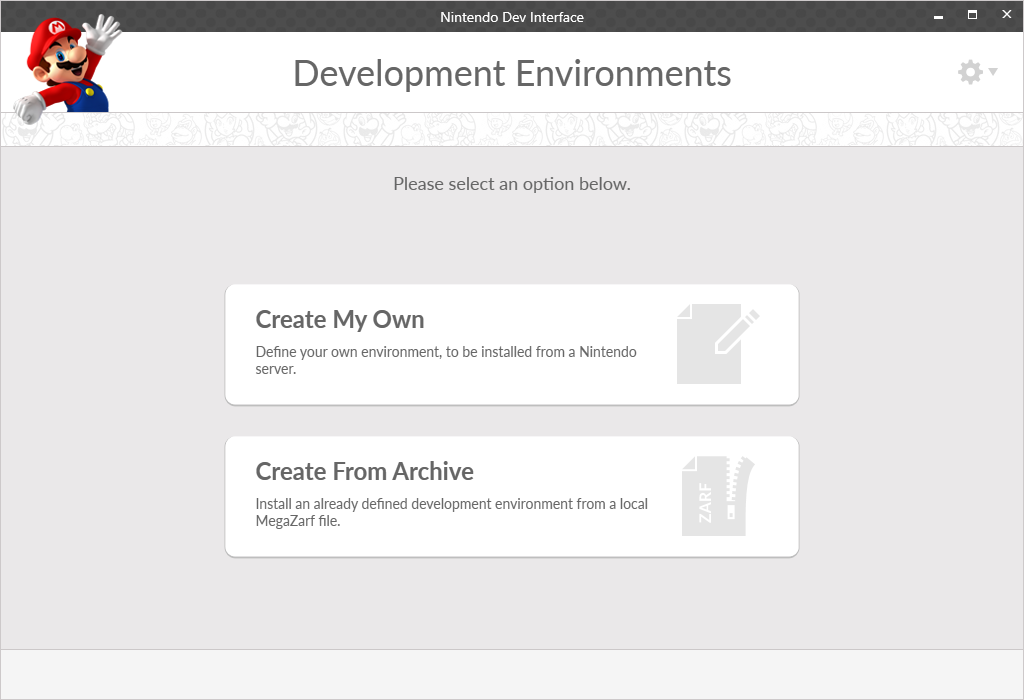 Nintendo Dev Interface
M
Development Environments
Please select an option below.
Create My Own
Define your own environment, to be installed from a Nintendo
server.
Create From Archive
Install an already defined development environment from a local
MegaZarf file.
ZARF